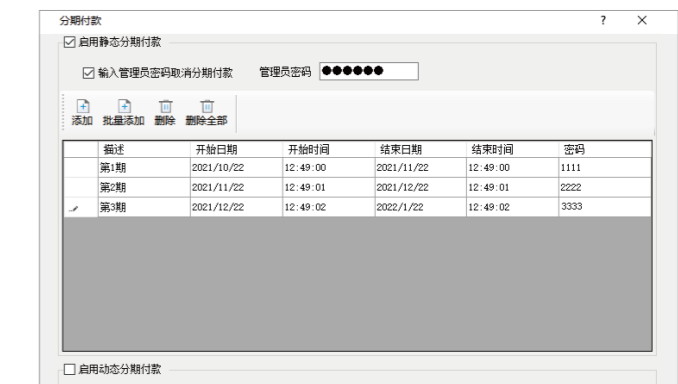 分期付款 ? ×
启用静态分期付款
输入管理员密码取消分期付款 管理员密码 ●●●●●●
添加 批量添加 删除 删除全部
描述 开始日期 开始时间 结束日期 结束时间 密码
第1期 2021/10/22 12:49:00 2021/11/22 12:49:00 1111
第2期 2021/11/22 12:49:01 2021/12/22 12:49:01 2222
第3期 2021/12/22 12:49:02 2022/1/22 12:49:02 3333
启用动态分期付款